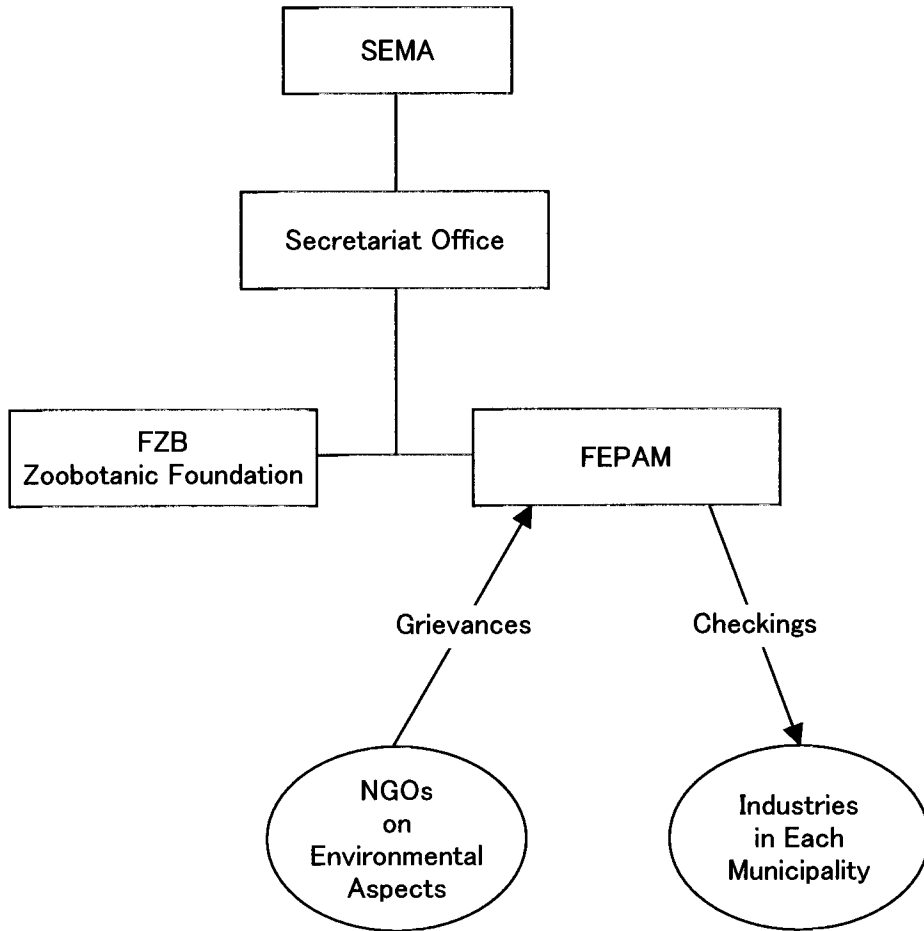 SEMA
Secretariat Office
FZB
Zoobotanic Foundation
FEPAM
Grievances
Checkings
NGOs
on
Environmental
Aspects
Industries
in Each
Municipality